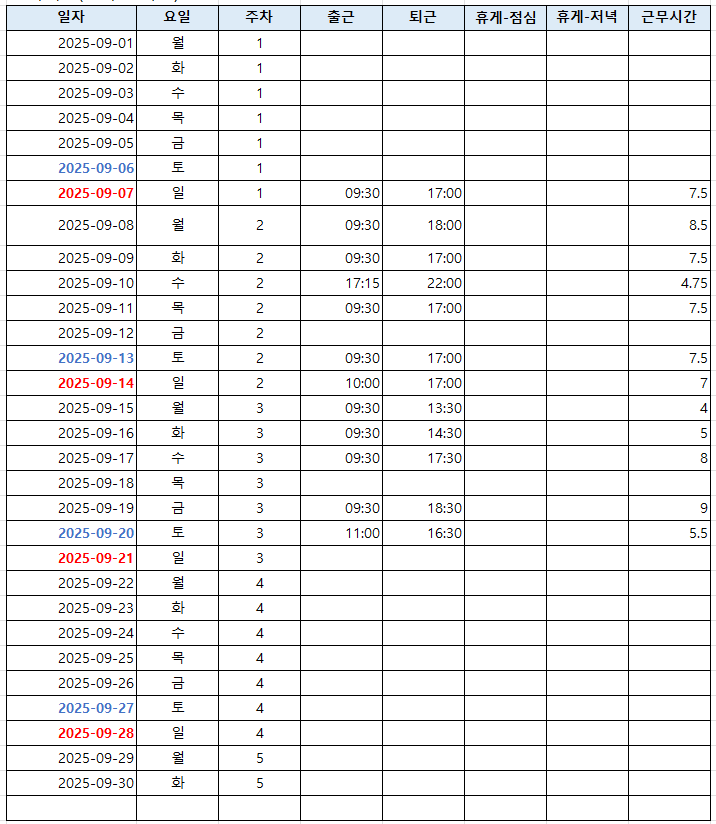 일자 요일 주차 출근 퇴근 휴게-점심 휴게-저녁 근무시간
2025-09-01 월 1
2025-09-02 화 1
2025-09-03 수 1
2025-09-04 목 1
2025-09-05 금 1
2025-09-06 토 1
2025-09-07 일 1 09:30 17:00 7.5
2025-09-08 월 2 09:30 18:00 8.5
2025-09-09 화 2 09:30 17:00 7.5
2025-09-10 수 2 17:15 22:00 4.75
2025-09-11 목 2 09:30 17:00 7.5
2025-09-12 금 2
2025-09-13 토 2 09:30 17:00 7.5
2025-09-14 일 2 10:00 17:00 7
2025-09-15 월 3 09:30 13:30 4
2025-09-16 화 3 09:30 14:30 5
2025-09-17 수 3 09:30 17:30 8
2025-09-18 목 3
2025-09-19 금 3 09:30 18:30 9
2025-09-20 토 3 11:00 16:30 5.5
2025-09-21 일 3
2025-09-22 월 4
2025-09-23 화 4
2025-09-24 수 4
2025-09-25 목 4
2025-09-26 금 4
2025-09-27 토 4
2025-09-28 일 4
2025-09-29 월 5
2025-09-30 화 5